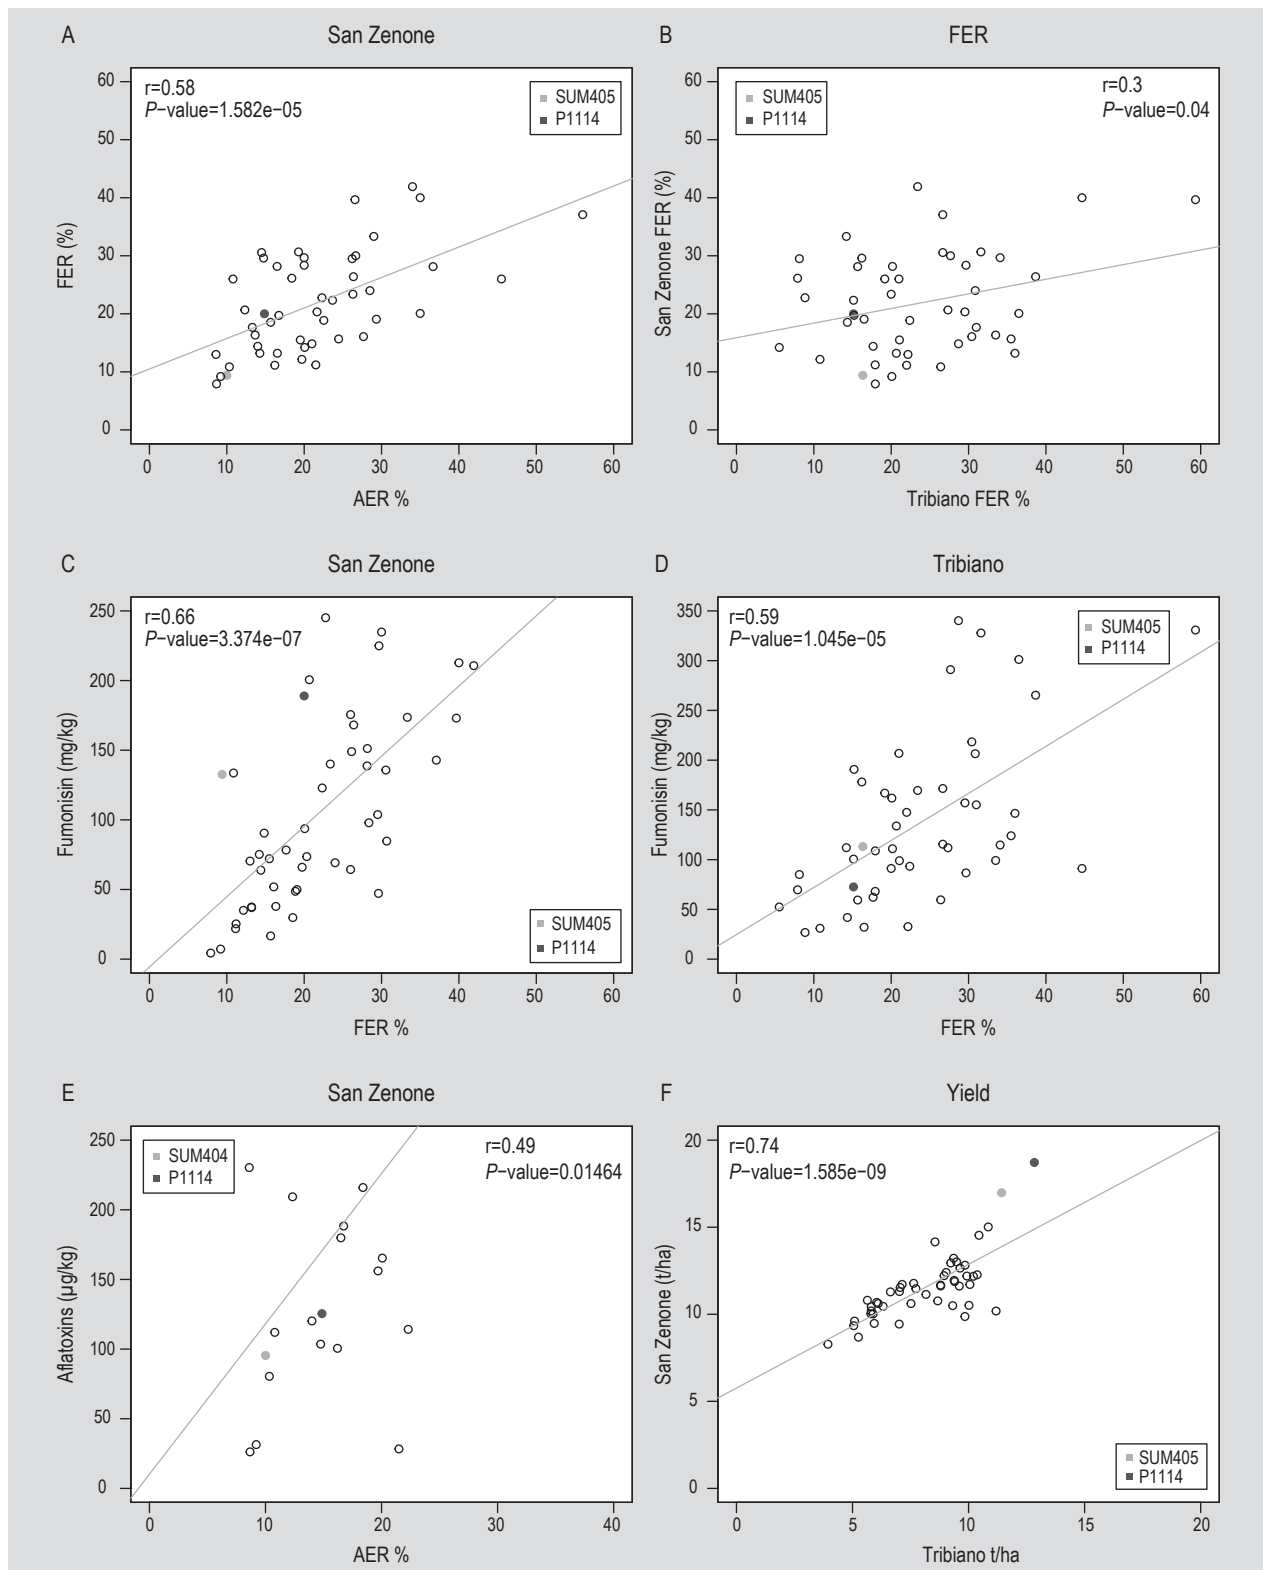 A
San Zenone
r=0.58
P−value=1.582e−05
SUM405
P1114
60
50
40
30
20
10
0
FER (%)
0 10 20 30 40 50 60
AER %
B
FER
SUM405
P1114
r=0.3
P−value=0.04
60
50
40
30
20
10
0
San Zenone FER (%)
0 10 20 30 40 50 60
Tribiano FER %
C
San Zenone
r=0.66
P−value=3.374e−07
250
200
150
100
50
0
Fumonisin (mg/kg)
SUM405
P1114
0 10 20 30 40 50 60
FER %
D
Tribiano
r=0.59
P−value=1.045e−05
SUM405
P1114
350
300
250
200
150
100
50
0
Fumonisin (mg/kg)
0 10 20 30 40 50 60
FER %
E
San Zenone
SUM404
P1114
r=0.49
P−value=0.01464
250
200
150
100
50
0
Aflatoxins (µg/kg)
0 10 20 30 40
AER %
F
Yield
r=0.74
P−value=1.585e−09
20
15
10
5
0
San Zenone (t/ha)
SUM405
P1114
0 5 10 15 20
Tribiano t/ha